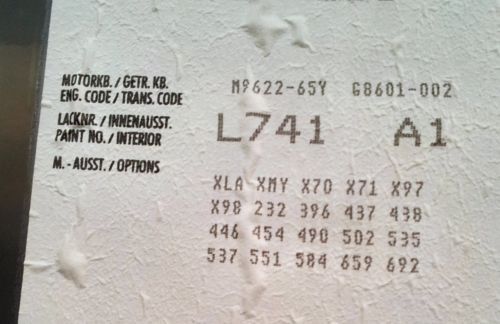 MOTORKB. / GETR. KB.
ENG. CODE / TRANS. CODE M9622-65Y G8601-002
LACKNR. / INNENAUSST.
PAINT NO. / INTERIOR L741 A1
M.-AUSST. / OPTIONS
XLA XMY X70 X71 X97
X98 232 396 437 438
446 454 490 502 535
537 551 584 659 692